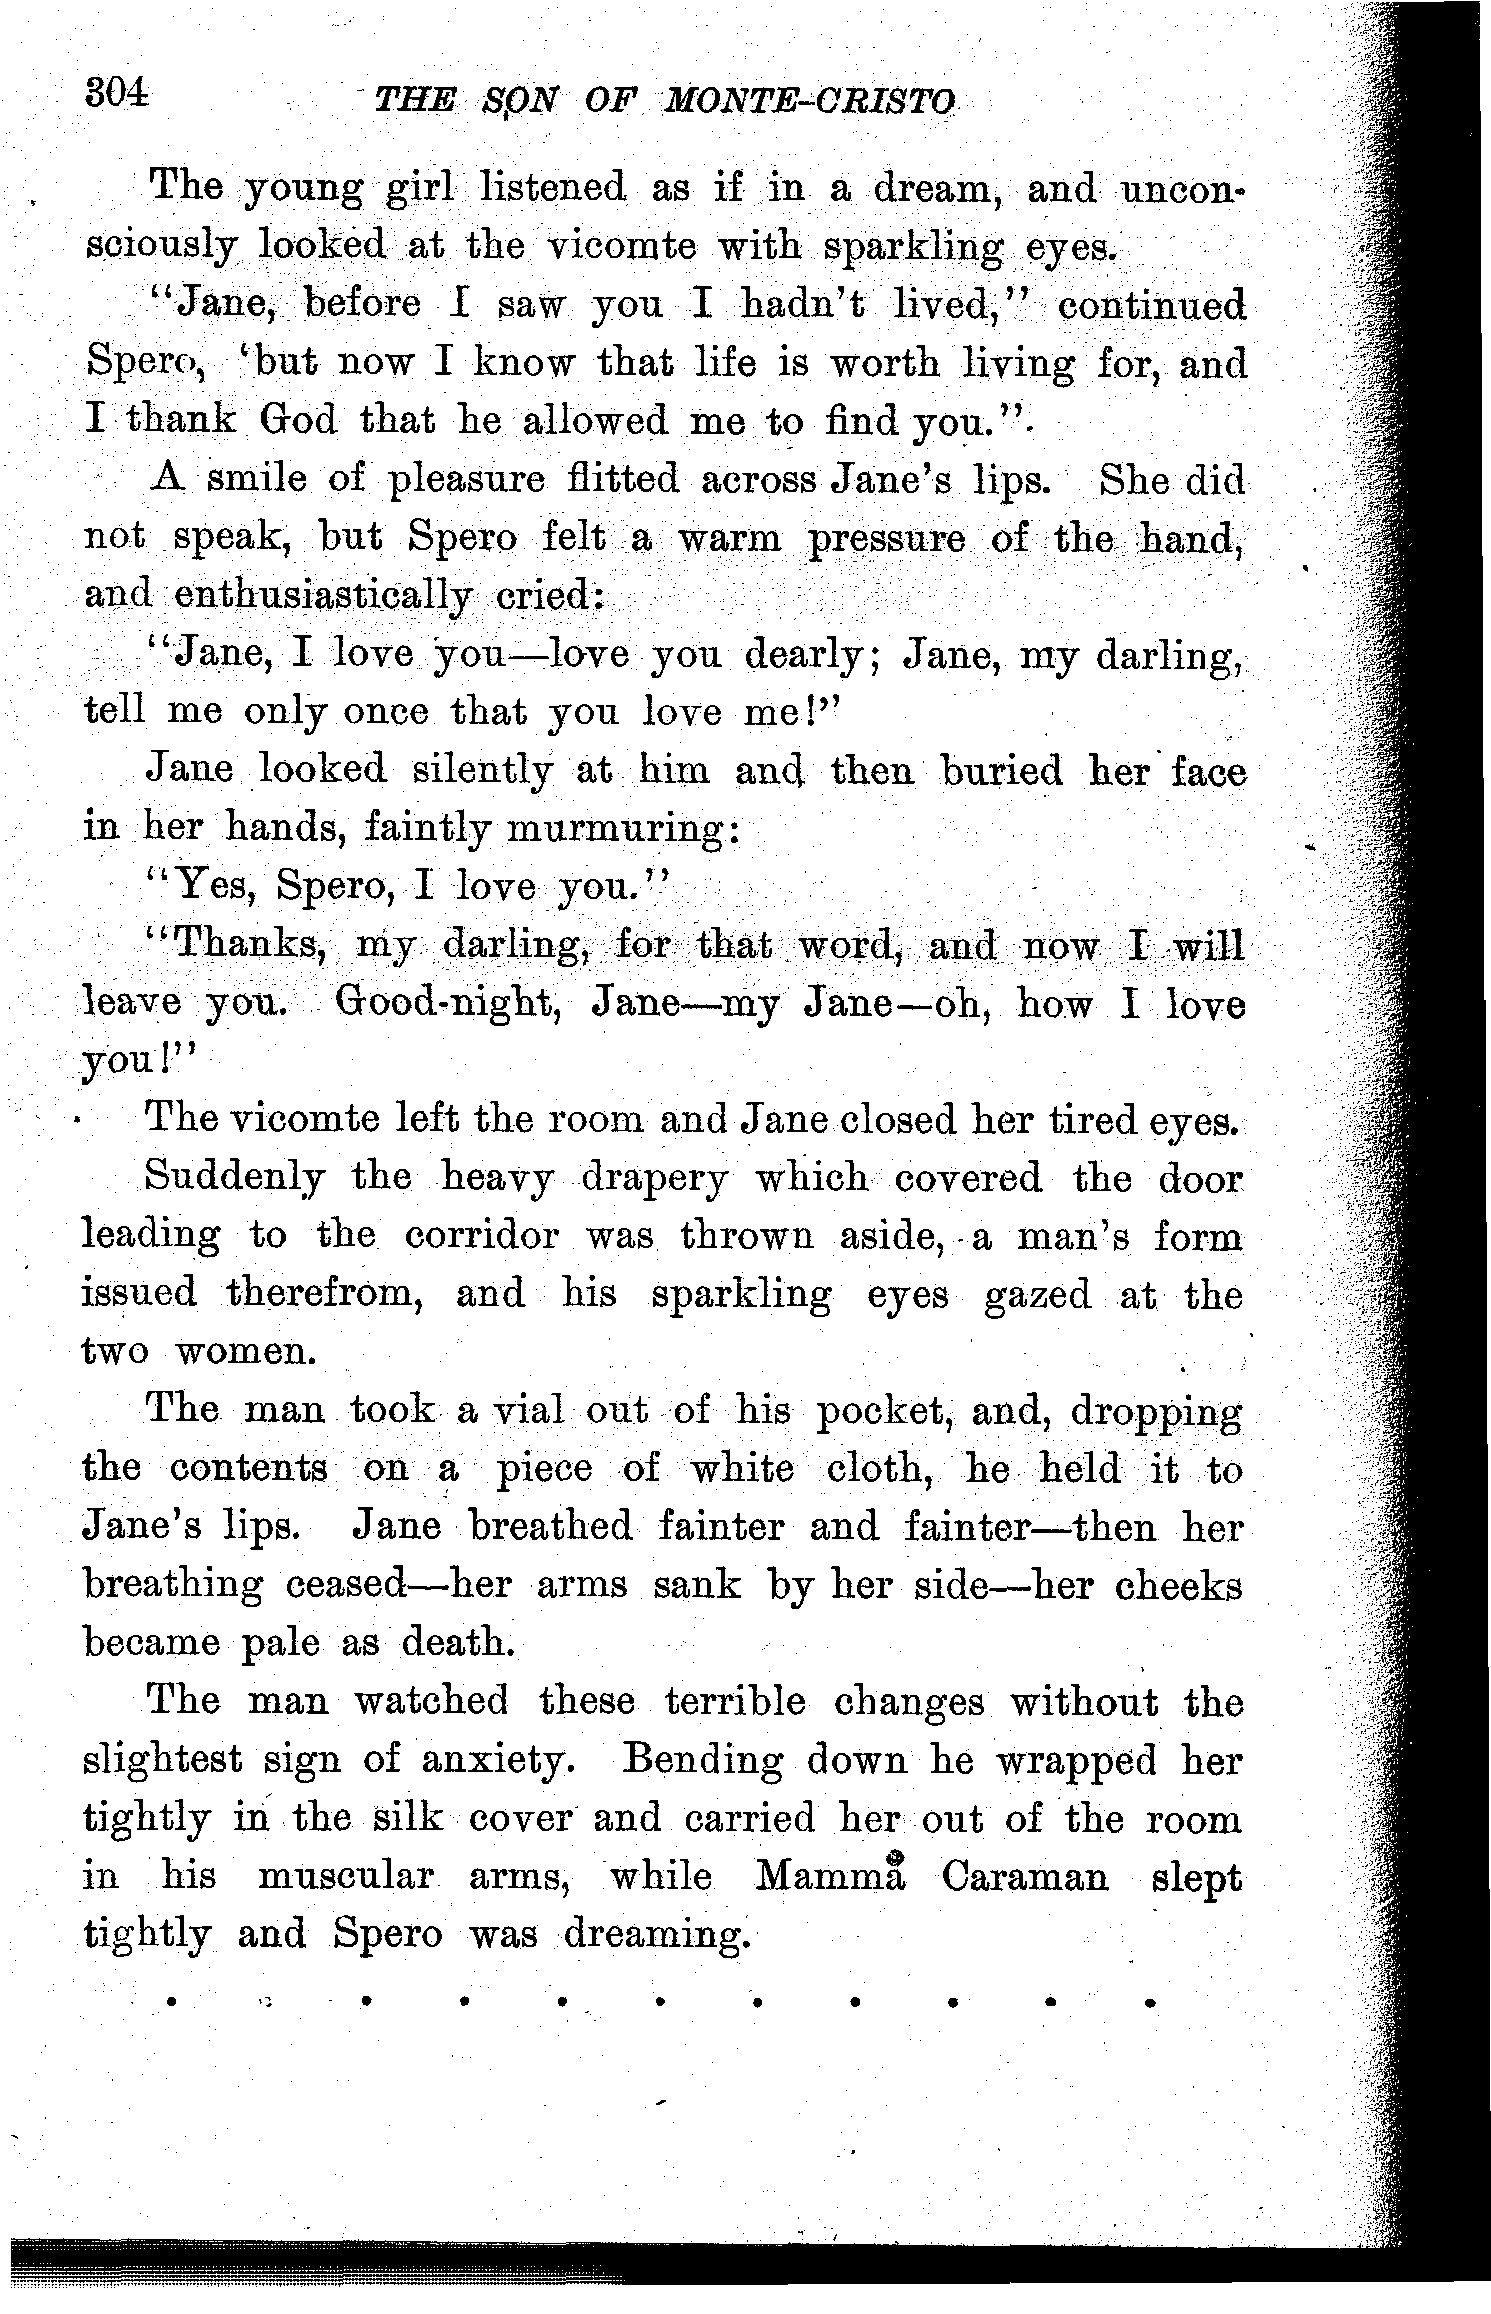 304 THE SON OF MONTE-CRISTO
The young girl listened as if in a dream, and uncon-
sciously looked at the vicomte with sparkling eyes.
"Jane, before I saw you I hadn't lived," continued
Spero, 'but now I know that life is worth living for, and
I thank God that he allowed me to find you."
A smile of pleasure flitted across Jane's lips. She did
not speak, but Spero felt a warm pressure of the hand,
and enthusiastically cried:
"Jane, I love you—love you dearly; Jane, my darling,
tell me only once that you love me!"
Jane looked silently at him and then buried her face
in her hands, faintly murmuring:
"Yes, Spero, I love you."
"Thanks, my darling, for that word, and now I will
leave you. Good-night, Jane—my Jane—oh, how I love
you!"
The vicomte left the room and Jane closed her tired eyes.
Suddenly the heavy drapery which covered the door
leading to the corridor was thrown aside, a man's form
issued therefrom, and his sparkling eyes gazed at the
two women.
The man took a vial out of his pocket, and, dropping
the contents on a piece of white cloth, he held it to
Jane's lips. Jane breathed fainter and fainter—then her
breathing ceased—her arms sank by her side—her cheeks
became pale as death.
The man watched these terrible changes without the
slightest sign of anxiety. Bending down he wrapped her
tightly in the silk cover and carried her out of the room
in his muscular arms, while Mamma Caraman slept
tightly and Spero was dreaming.
. . . . . . . . . . .